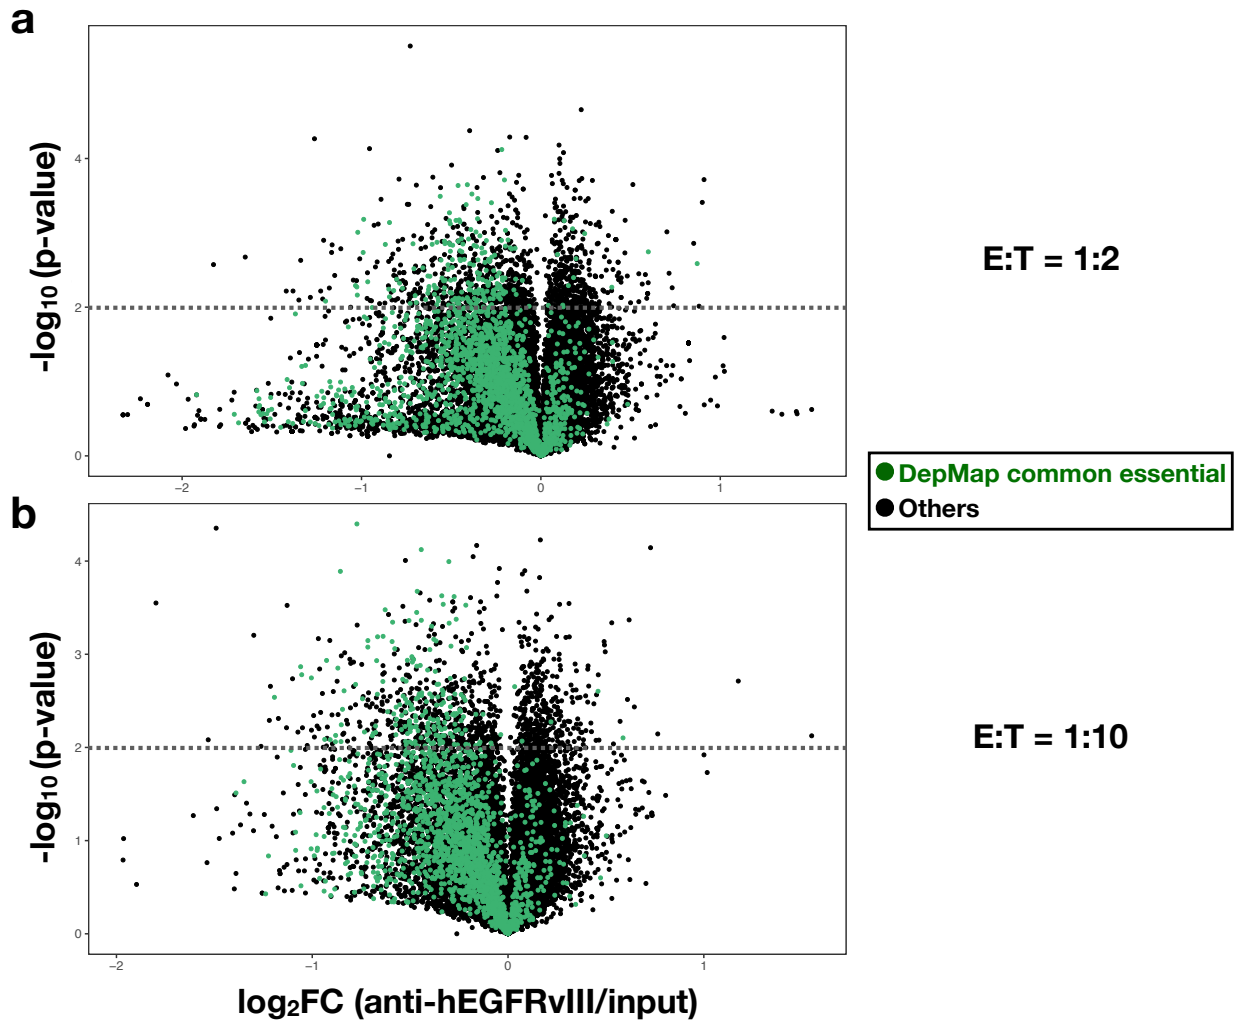 a
-log₁₀ (p-value)
4
2
0
−2
−1
0
1
E:T = 1:2
DepMap common essential
Others
b
-log₁₀ (p-value)
4
3
2
1
0
−2
−1
0
1
E:T = 1:10
log₂FC (anti-hEGFRvIII/input)